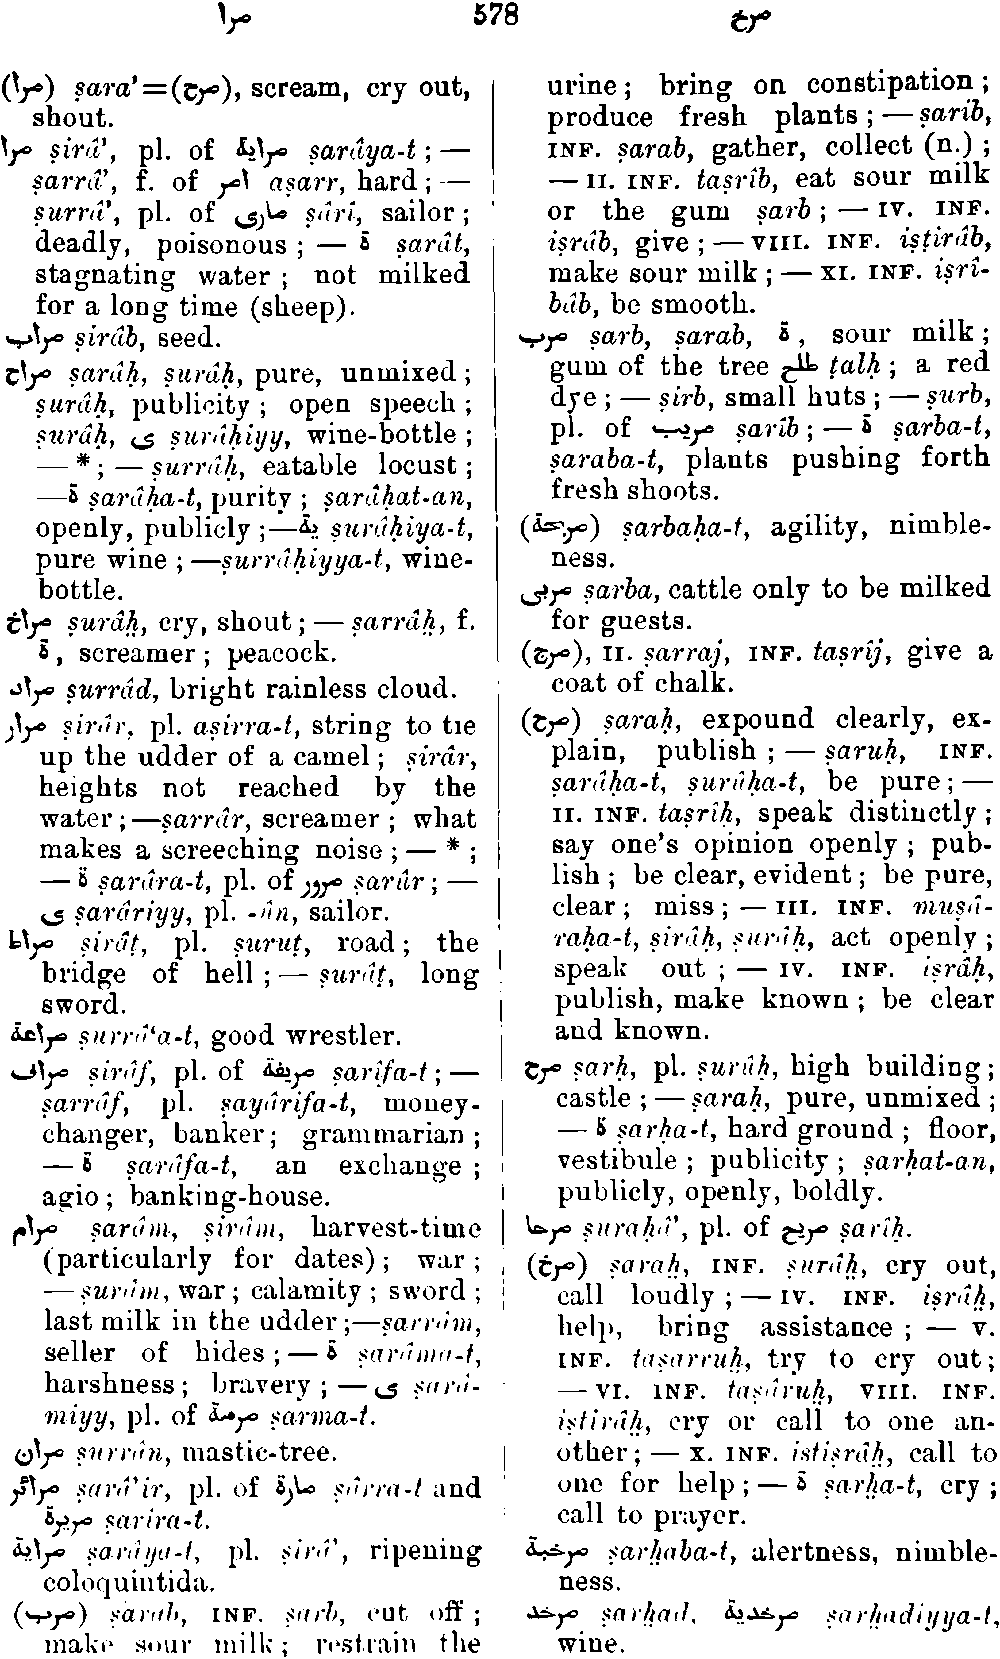 صرا 578 صرخ
(صرا) ṣara’=(صرح), scream, cry out,
shout.
صرا ṣirâ’, pl. of صراية ṣarâya-t; —
ṣarrâ’, f. of اصر aṣarr, hard; —
ṣurrâ’, pl. of صارى ṣârî, sailor;
deadly, poisonous; — ة ṣarât,
stagnating water; not milked
for a long time (sheep).
صراب ṣirâb, seed.
صراح ṣarâḥ, ṣurâḥ, pure, unmixed;
ṣurâḥ, publicity; open speech;
ṣurâḥ, ى ṣurâḥiyy, wine-bottle;
— *; — ṣurrâḥ, eatable locust;
—ة ṣarâḥa-t, purity; ṣarâḥat-an,
openly, publicly;—ية ṣurâḥiya-t,
pure wine; —ṣurrâḥiyya-t, wine-
bottle.
صراخ ṣurâḫ, cry, shout; — ṣarrâḫ, f.
ة, screamer; peacock.
صراد ṣurrâd, bright rainless cloud.
صرار ṣirâr, pl. aṣirra-t, string to tie
up the udder of a camel; ṣirâr,
heights not reached by the
water;—ṣarrâr, screamer; what
makes a screeching noise; — *;
— ة ṣarâra-t, pl. of صرور ṣarûr; —
ى ṣarâriyy, pl. -ûn, sailor.
صراط ṣirâṭ, pl. ṣuruṭ, road; the
bridge of hell; — ṣurâṭ, long
sword.
صراعة ṣurrâ‘a-t, good wrestler.
صراف ṣirâf, pl. of صريفة ṣarîfa-t; —
ṣarrâf, pl. ṣayârifa-t, money-
changer, banker; grammarian;
— ة ṣarâfa-t, an exchange;
agio; banking-house.
صرام ṣarâm, ṣirâm, harvest-time
(particularly for dates); war;
— ṣurâm, war; calamity; sword;
last milk in the udder;—ṣarrâm,
seller of hides; — ة ṣarâma-t,
harshness; bravery; — ى ṣarâ-
miyy, pl. of صرمة ṣarma-t.
صران ṣurrân, mastic-tree.
صرائر ṣarâ’ir, pl. of صارة ṣârra-t and
صريرة ṣarîra-t.
صراية ṣarâya-t, pl. ṣirâ’, ripening
coloquintida.
(صرب) ṣarab, INF. ṣarb, cut off;
make sour milk; restrain the
urine; bring on constipation;
produce fresh plants; — ṣarib,
INF. ṣarab, gather, collect (n.);
— II. INF. taṣrîb, eat sour milk
or the gum ṣarb; — IV. INF.
iṣrâb, give; — VIII. INF. iṣṭirâb,
make sour milk; — XI. INF. iṣrî-
bâb, be smooth.
صرب ṣarb, ṣarab, ة, sour milk;
gum of the tree طلح ṭalḥ; a red
dye; — ṣirb, small huts; — ṣurb,
pl. of صريب ṣarîb; — ة ṣarba-t,
ṣaraba-t, plants pushing forth
fresh shoots.
(صربحة) ṣarbaḥa-t, agility, nimble-
ness.
صربى ṣarba, cattle only to be milked
for guests.
(صرج), II. ṣarraj, INF. taṣrîj, give a
coat of chalk.
(صرح) ṣaraḥ, expound clearly, ex-
plain, publish; — ṣaruḥ, INF.
ṣarâḥa-t, ṣurûḥa-t, be pure; —
II. INF. taṣrîḥ, speak distinctly;
say one’s opinion openly; pub-
lish; be clear, evident; be pure,
clear; miss; — III. INF. muṣâ-
raḥa-t, ṣirâḥ, ṣurâḥ, act openly;
speak out; — IV. INF. iṣrâḥ,
publish, make known; be clear
and known.
صرح ṣarḥ, pl. ṣurûḥ, high building;
castle; — ṣaraḥ, pure, unmixed;
— ة ṣarḥa-t, hard ground; floor,
vestibule; publicity; ṣarḥat-an,
publicly, openly, boldly.
صرحا ṣuraḥâ’, pl. of صريح ṣarîḥ.
(صرخ) ṣaraḫ, INF. ṣurâḫ, cry out,
call loudly; — IV. INF. iṣrâḫ,
help, bring assistance; — V.
INF. taṣarruḫ, try to cry out;
— VI. INF. taṣâruḫ, VIII. INF.
iṣtirâḫ, cry or call to one an-
other; — X. INF. istiṣrâḫ, call to
one for help; — ة ṣarḫa-t, cry;
call to prayer.
صرخبة ṣarḫaba-t, alertness, nimble-
ness.
صرخد ṣarḫad, صرخدية ṣarḫadiyya-t,
wine.